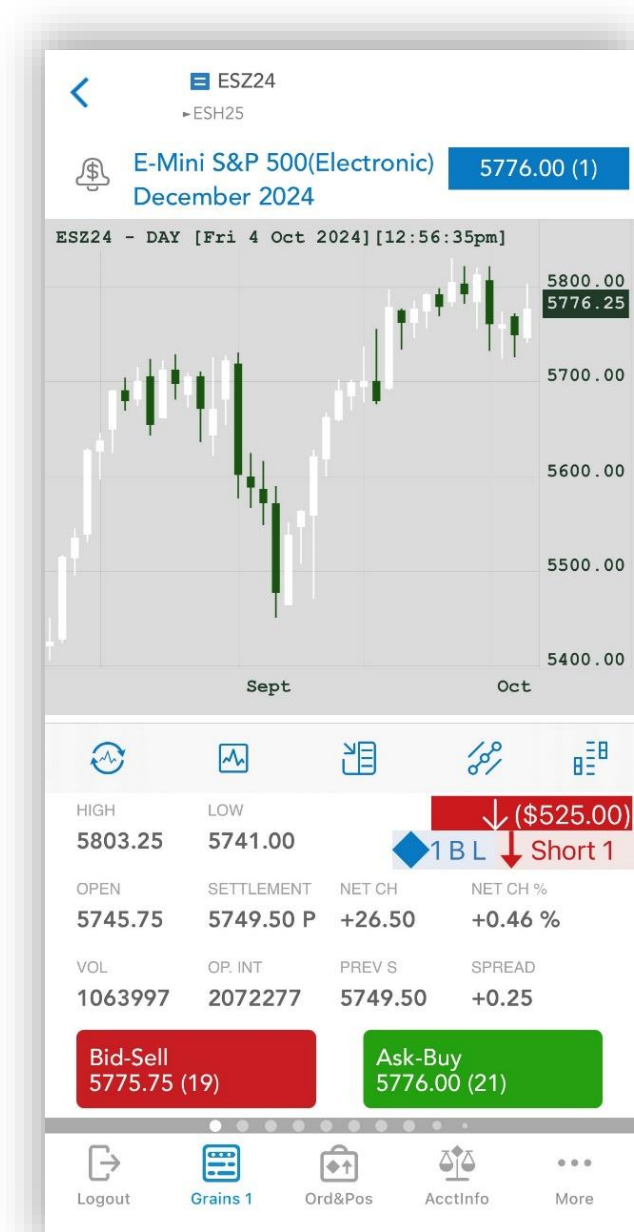 ESZ24
►ESH25
E-Mini S&P 500(Electronic)
December 2024
5776.00 (1)
ESZ24 - DAY [Fri 4 Oct 2024][12:56:35pm]
5800.00
5776.25
5700.00
5600.00
5500.00
5400.00
Sept Oct
HIGH LOW
5803.25 5741.00
($525.00)
1 B L Short 1
OPEN SETTLEMENT NET CH NET CH %
5745.75 5749.50 P +26.50 +0.46 %
VOL OP. INT PREV S SPREAD
1063997 2072277 5749.50 +0.25
Bid-Sell Ask-Buy
5775.75 (19) 5776.00 (21)
Logout Grains 1 Ord&Pos AcctInfo More